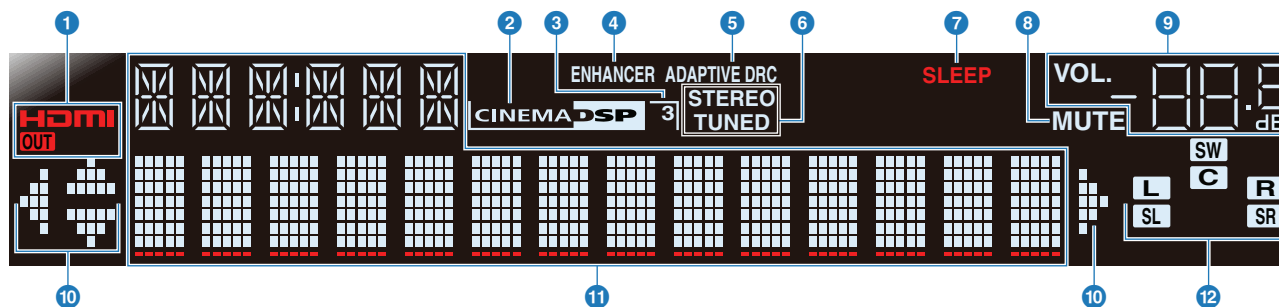 1 2 3 4 5 6 7 8 9
HDMI
OUT
CINEMA DSP 3
ENHANCER ADAPTIVE DRC
STEREO
TUNED
SLEEP
VOL.
MUTE
dB
SW
L C R
SL SR
10 11 10 12